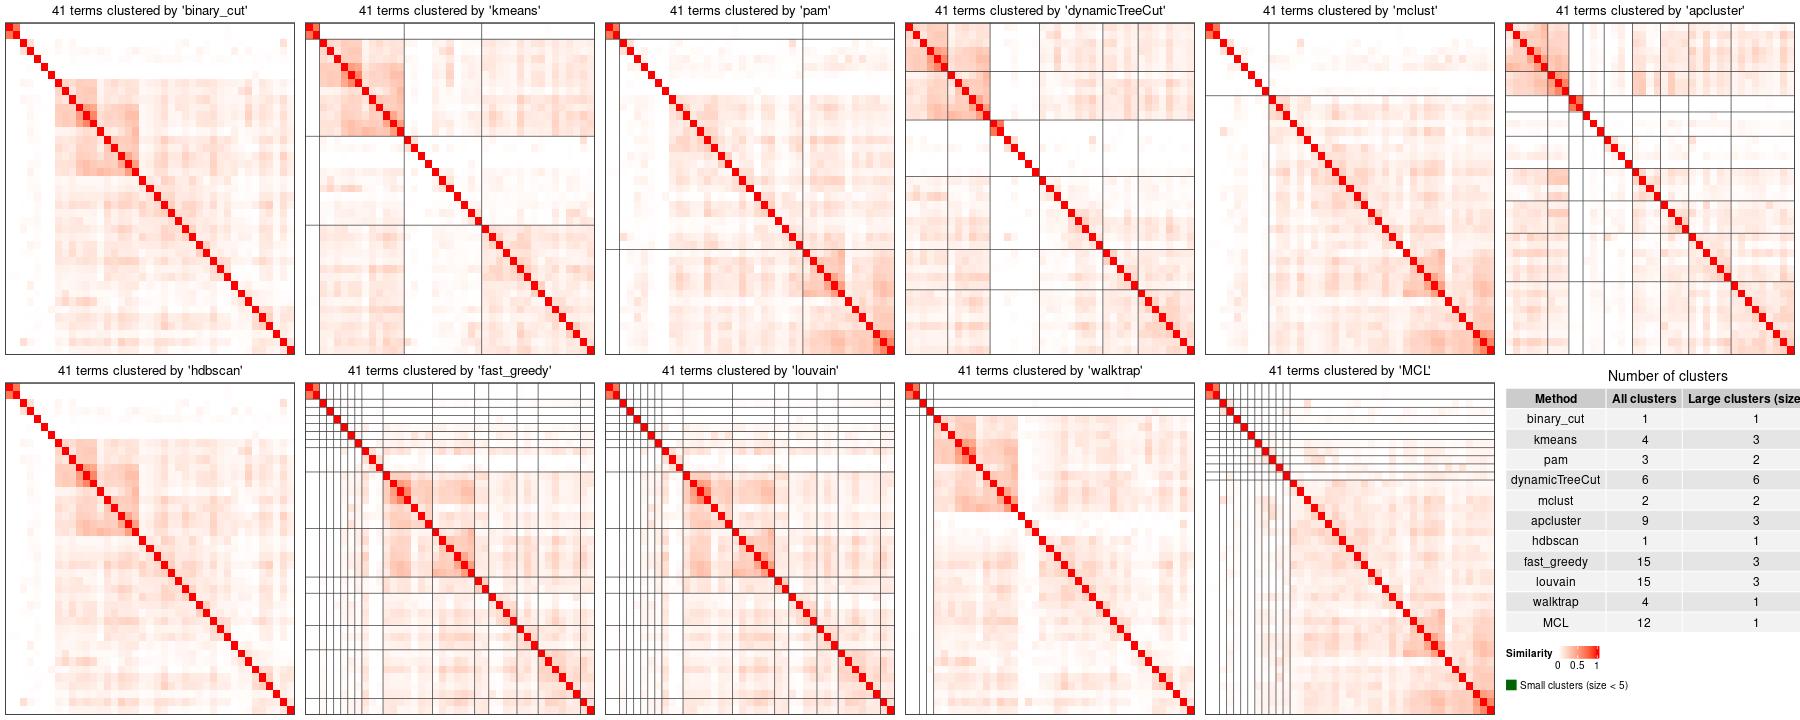 41 terms clustered by 'binary_cut'
41 terms clustered by 'kmeans'
41 terms clustered by 'pam'
41 terms clustered by 'dynamicTreeCut'
41 terms clustered by 'mclust'
41 terms clustered by 'apcluster'
41 terms clustered by 'hdbscan'
41 terms clustered by 'fast_greedy'
41 terms clustered by 'louvain'
41 terms clustered by 'walktrap'
41 terms clustered by 'MCL'
Number of clusters
Method All clusters Large clusters (size
binary_cut 1 1
kmeans 4 3
pam 3 2
dynamicTreeCut 6 6
mclust 2 2
apcluster 9 3
hdbscan 1 1
fast_greedy 15 3
louvain 15 3
walktrap 4 1
MCL 12 1
Similarity
0 0.5 1
Small clusters (size < 5)